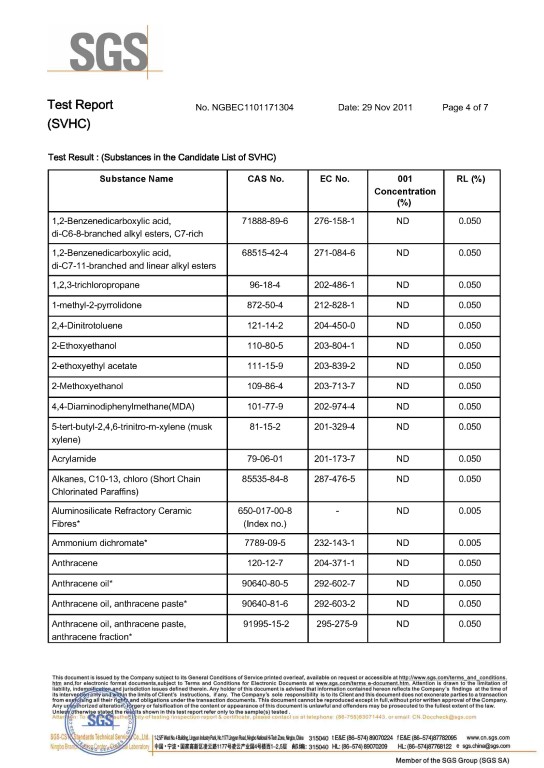 SGS
Test Report No. NGBEC1101171304 Date: 29 Nov 2011 Page 4 of 7
(SVHC)
Test Result : (Substances in the Candidate List of SVHC)
Substance Name CAS No. EC No. 001 Concentration (%) RL (%)
1,2-Benzenedicarboxylic acid, 71888-89-6 276-158-1 ND 0.050
di-C6-8-branched alkyl esters, C7-rich
1,2-Benzenedicarboxylic acid, 68515-42-4 271-084-6 ND 0.050
di-C7-11-branched and linear alkyl esters
1,2,3-trichloropropane 96-18-4 202-486-1 ND 0.050
1-methyl-2-pyrrolidone 872-50-4 212-828-1 ND 0.050
2,4-Dinitrotoluene 121-14-2 204-450-0 ND 0.050
2-Ethoxyethanol 110-80-5 203-804-1 ND 0.050
2-ethoxyethyl acetate 111-15-9 203-839-2 ND 0.050
2-Methoxyethanol 109-86-4 203-713-7 ND 0.050
4,4-Diaminodiphenylmethane(MDA) 101-77-9 202-974-4 ND 0.050
5-tert-butyl-2,4,6-trinitro-m-xylene (musk 81-15-2 201-329-4 ND 0.050
xylene)
Acrylamide 79-06-01 201-173-7 ND 0.050
Alkanes, C10-13, chloro (Short Chain 85535-84-8 287-476-5 ND 0.050
Chlorinated Paraffins)
Aluminosilicate Refractory Ceramic 650-017-00-8 - ND 0.005
Fibres* (Index no.)
Ammonium dichromate* 7789-09-5 232-143-1 ND 0.005
Anthracene 120-12-7 204-371-1 ND 0.050
Anthracene oil* 90640-80-5 292-602-7 ND 0.050
Anthracene oil, anthracene paste* 90640-81-6 292-603-2 ND 0.050
Anthracene oil, anthracene paste, 91995-15-2 295-275-9 ND 0.050
anthracene fraction*
This document is issued by the Company subject to its General Conditions of Service printed overleaf, available on request or accessible at http://www.sgs.com/terms_and_conditions.
htm and,for electronic format documents,subject to Terms and Conditions for Electronic Documents at www.sgs.com/terms_e-document.htm. Attention is drawn to the limitation of
liability, indemnification and jurisdiction issues defined therein. Any holder of this document is advised that information contained hereon reflects the Company's findings at the time of
its intervention only and within the limits of Client's instructions, if any. The Company's sole responsibility is to its Client and this document does not exonerate parties to a transaction
from exercising all their rights and obligations under the transaction documents. This document cannot be reproduced except in full, without prior written approval of the Company.
Any unauthorized alteration, forgery or falsification of the content or appearance of this document is unlawful and offenders may be prosecuted to the fullest extent of the law.
Unless otherwise stated the results shown in this test report refer only to the sample(s) tested .
SGS
315040 t E&E (86-574) 89070224 f E&E (86-574)87782095 www.cn.sgs.com
315040 HL: (86-574) 89070209 HL: (86-574)87768122 e sgs.china@sgs.com
Member of the SGS Group (SGS SA)